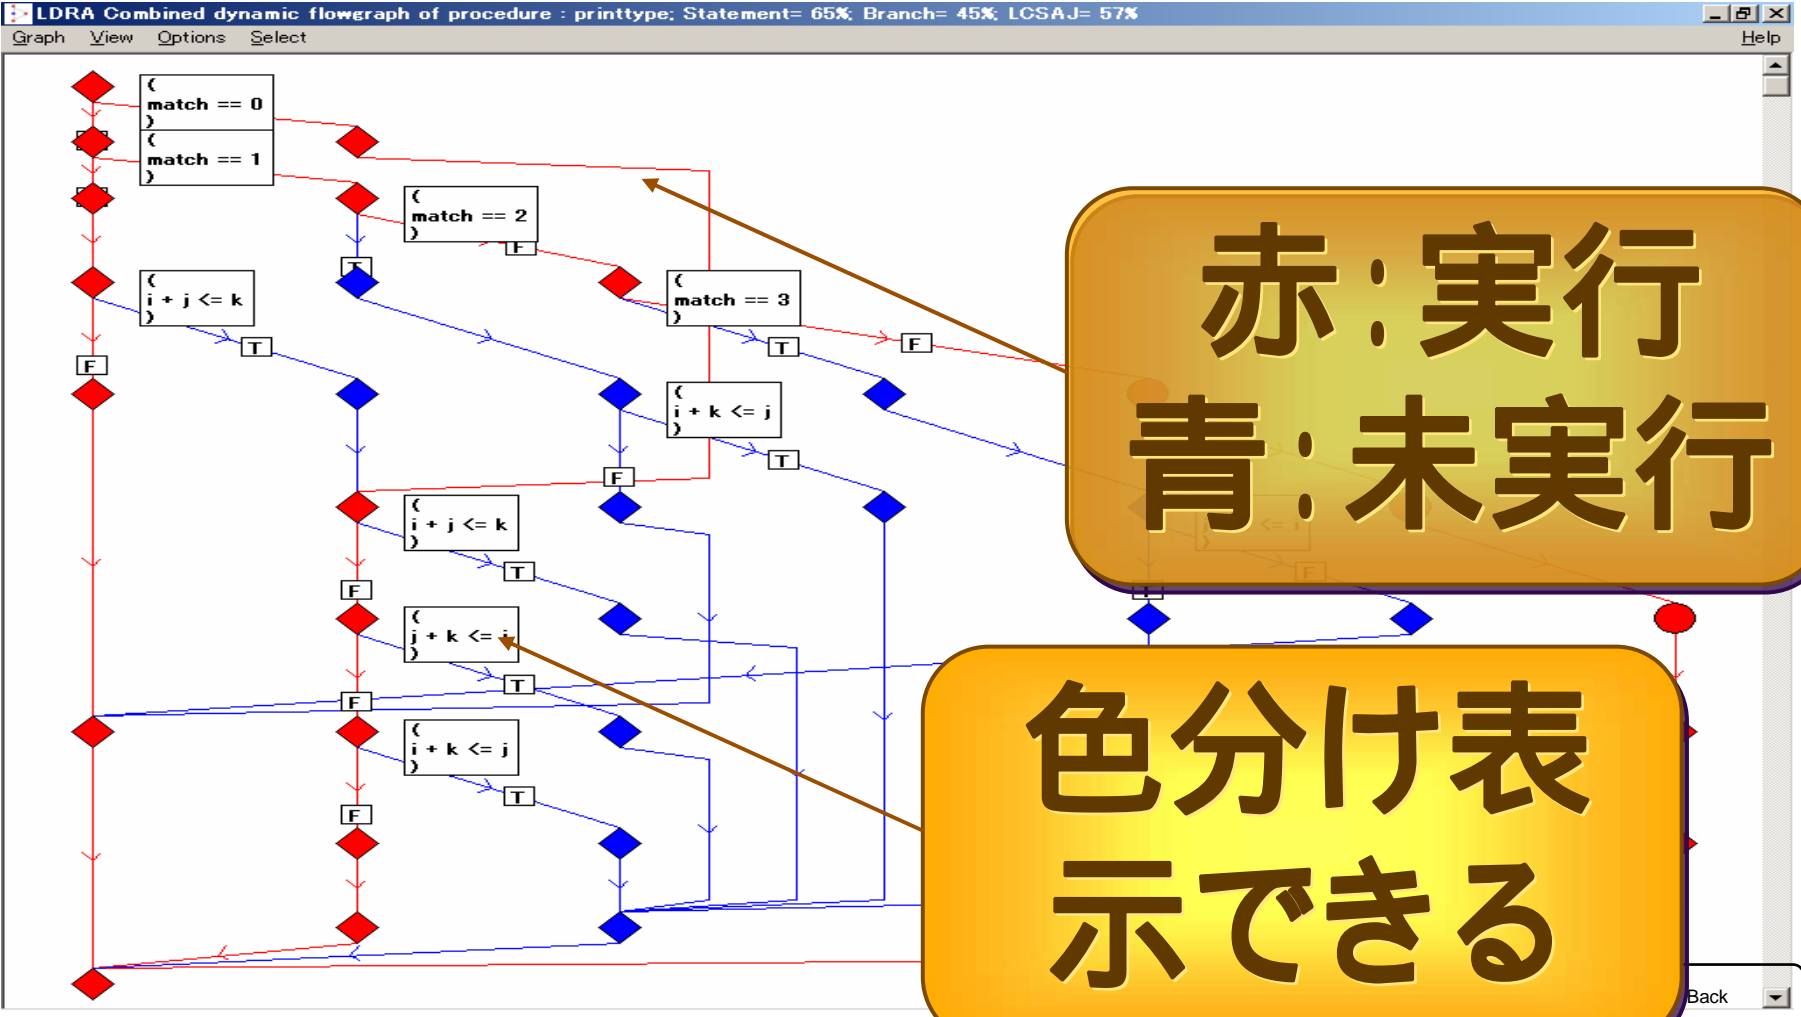 LDRA Combined dynamic flowgraph of procedure : printtype; Statement= 65%; Branch= 45%; LCSAJ= 57%
Graph View Options Select Help
(
match == 0
)
(
match == 1
)
(
match == 2
)
F
T
(
i + j <= k
)
T
F
(
match == 3
)
T
F
(
i + k <= j
)
T
F
赤:実行
青:未実行
(
i + j <= k
)
T
F
(
j + k <= i
)
T
F
(
i + k <= j
)
T
F
F
色分け表
示できる
Back